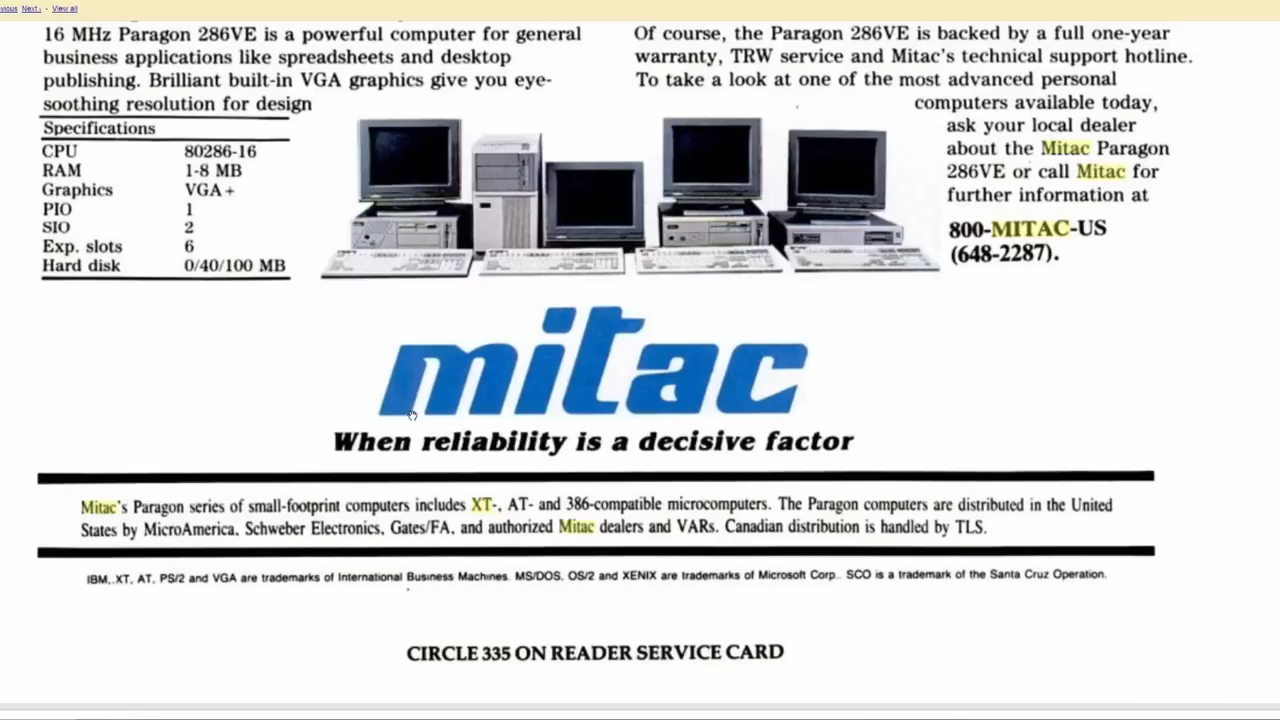 vious Next › - View all
16 MHz Paragon 286VE is a powerful computer for general
business applications like spreadsheets and desktop
publishing. Brilliant built-in VGA graphics give you eye-
soothing resolution for design
Specifications
CPU 80286-16
RAM 1-8 MB
Graphics VGA+
PIO 1
SIO 2
Exp. slots 6
Hard disk 0/40/100 MB
Of course, the Paragon 286VE is backed by a full one-year
warranty, TRW service and Mitac's technical support hotline.
To take a look at one of the most advanced personal
computers available today,
ask your local dealer
about the Mitac Paragon
286VE or call Mitac for
further information at
800-MITAC-US
(648-2287).
mitac
When reliability is a decisive factor
Mitac's Paragon series of small-footprint computers includes XT-, AT- and 386-compatible microcomputers. The Paragon computers are distributed in the United
States by MicroAmerica, Schweber Electronics, Gates/FA, and authorized Mitac dealers and VARs. Canadian distribution is handled by TLS.
IBM, XT, AT, PS/2 and VGA are trademarks of International Business Machines. MS/DOS, OS/2 and XENIX are trademarks of Microsoft Corp.. SCO is a trademark of the Santa Cruz Operation.
CIRCLE 335 ON READER SERVICE CARD